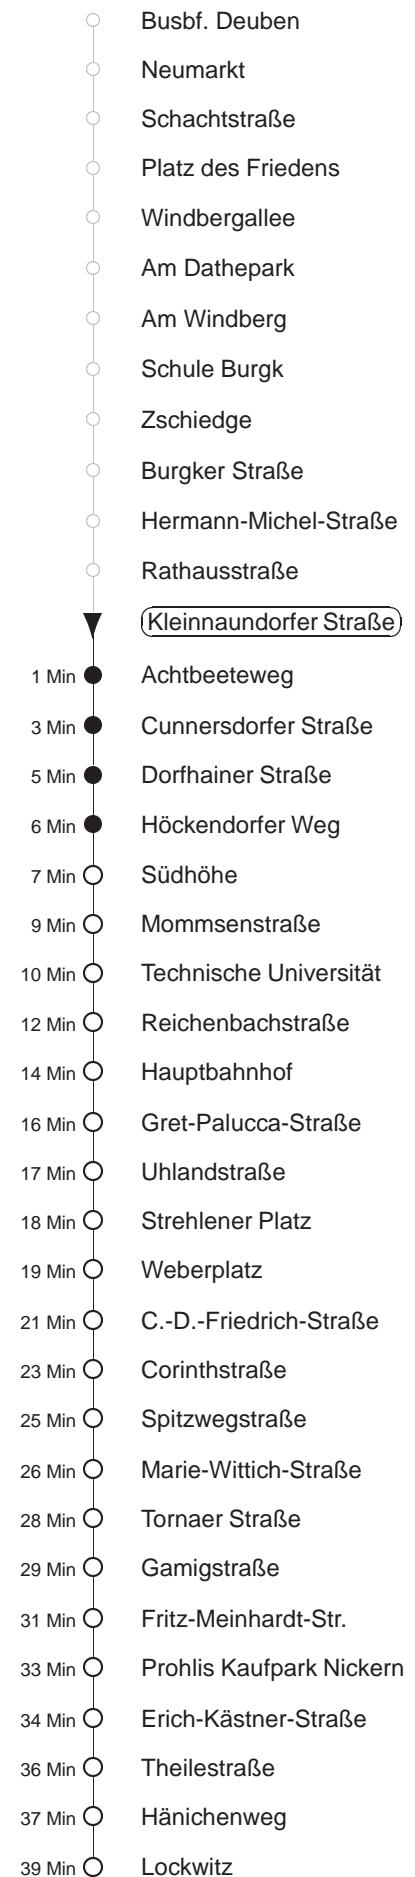 Busbf. Deuben
Neumarkt
Schachtstraße
Platz des Friedens
Windbergallee
Am Dathepark
Am Windberg
Schule Burgk
Zschiedge
Burgker Straße
Hermann-Michel-Straße
Rathausstraße
Kleinnaundorfer Straße
1 Min Achtbeeteweg
3 Min Cunnersdorfer Straße
5 Min Dorfhainer Straße
6 Min Höckendorfer Weg
7 Min Südhöhe
9 Min Mommsenstraße
10 Min Technische Universität
12 Min Reichenbachstraße
14 Min Hauptbahnhof
16 Min Gret-Palucca-Straße
17 Min Uhlandstraße
18 Min Strehlener Platz
19 Min Weberplatz
21 Min C.-D.-Friedrich-Straße
23 Min Corinthstraße
25 Min Spitzwegstraße
26 Min Marie-Wittich-Straße
28 Min Tornaer Straße
29 Min Gamigstraße
31 Min Fritz-Meinhardt-Str.
33 Min Prohlis Kaufpark Nickern
34 Min Erich-Kästner-Straße
36 Min Theilestraße
37 Min Hänichenweg
39 Min Lockwitz